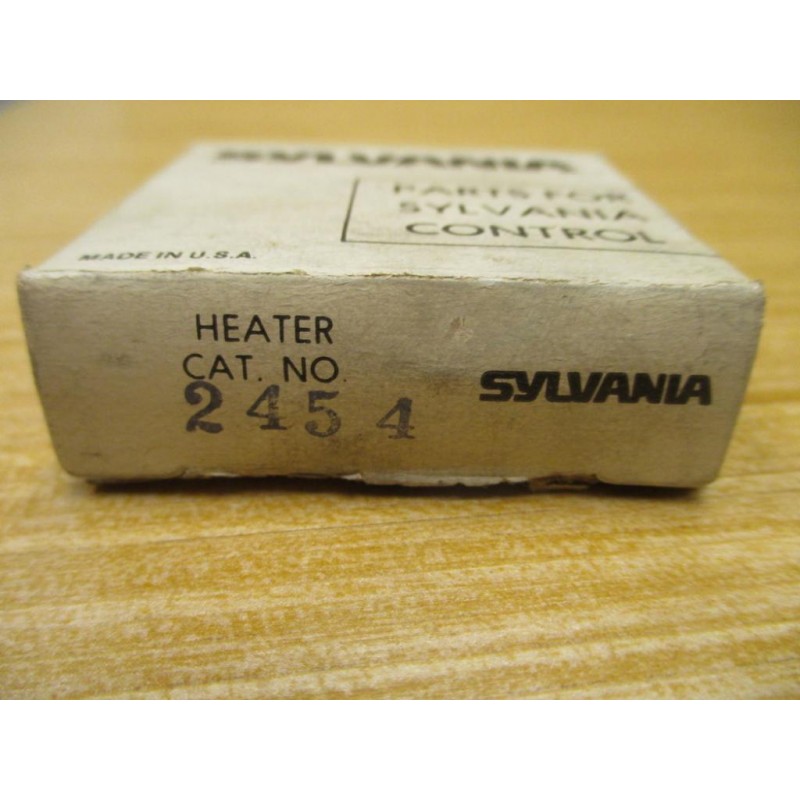 SYLVANIA
PARTS FOR
SYLVANIA
CONTROL
MADE IN U.S.A.
HEATER
CAT. NO.
2454
SYLVANIA